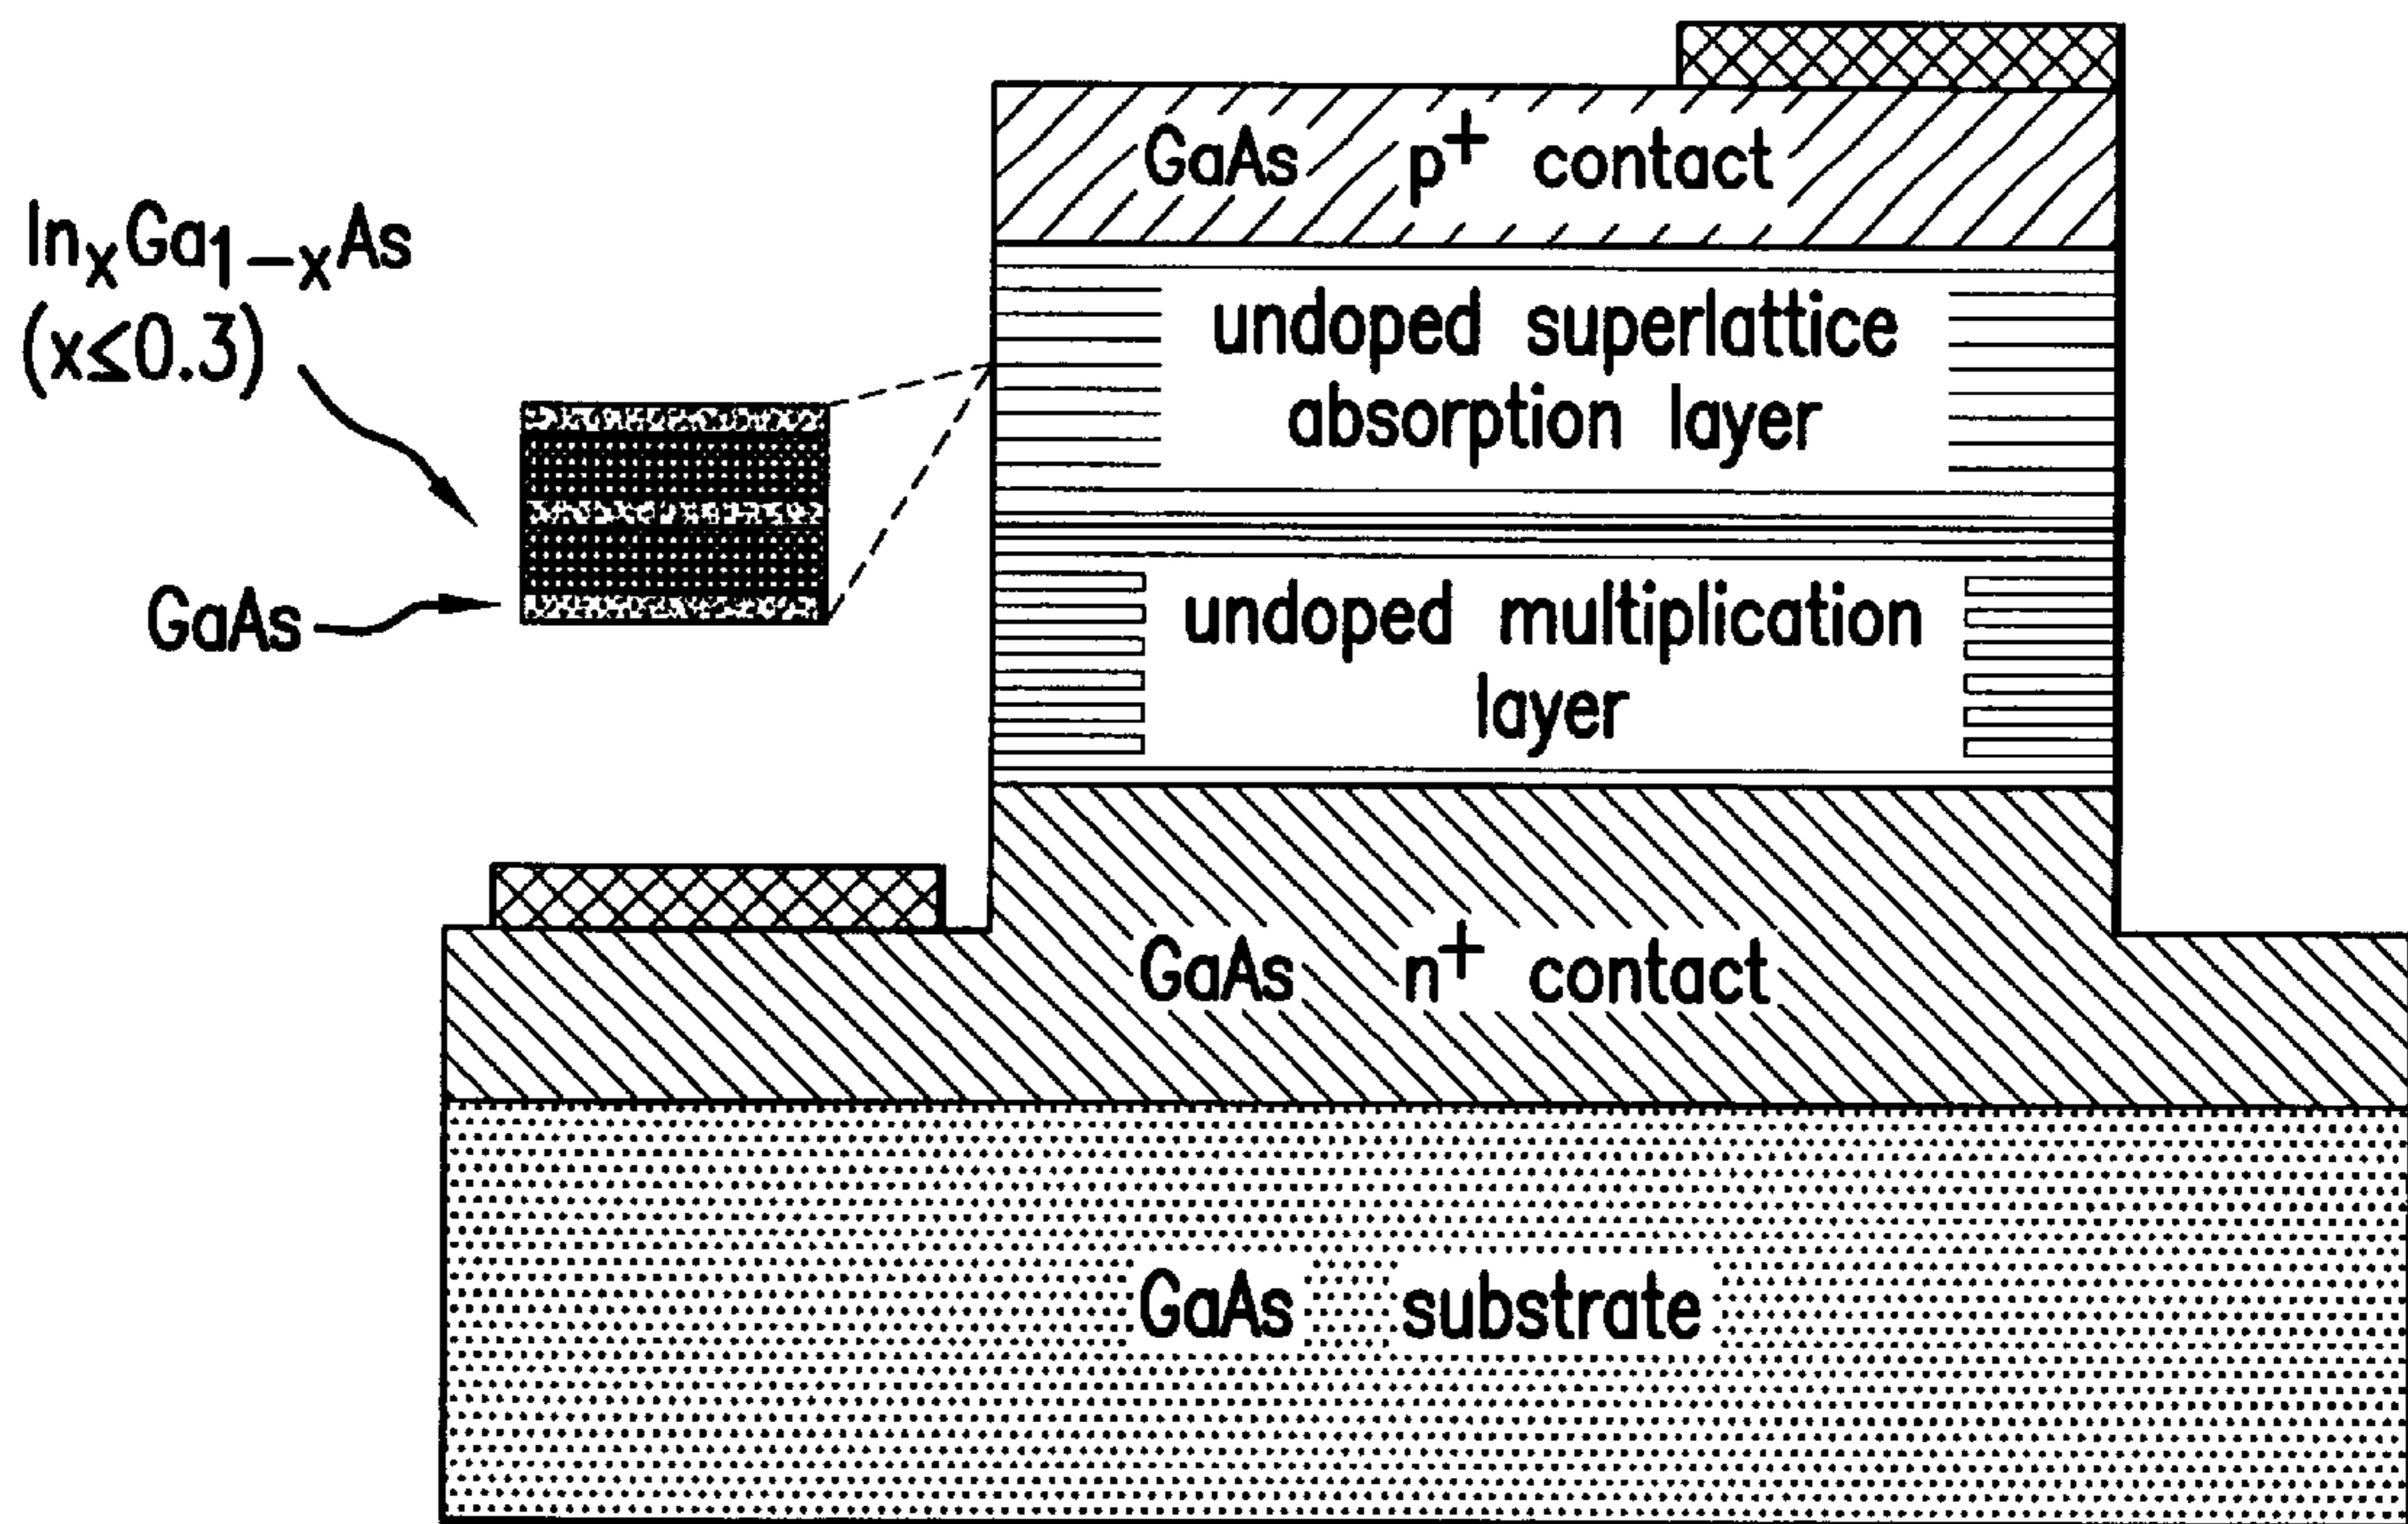 GaAs p+ contact
InxGa1-xAs
(x≤0.3)
undoped superlattice
absorption layer
GaAs
undoped multiplication
layer
GaAs n+ contact
GaAs substrate